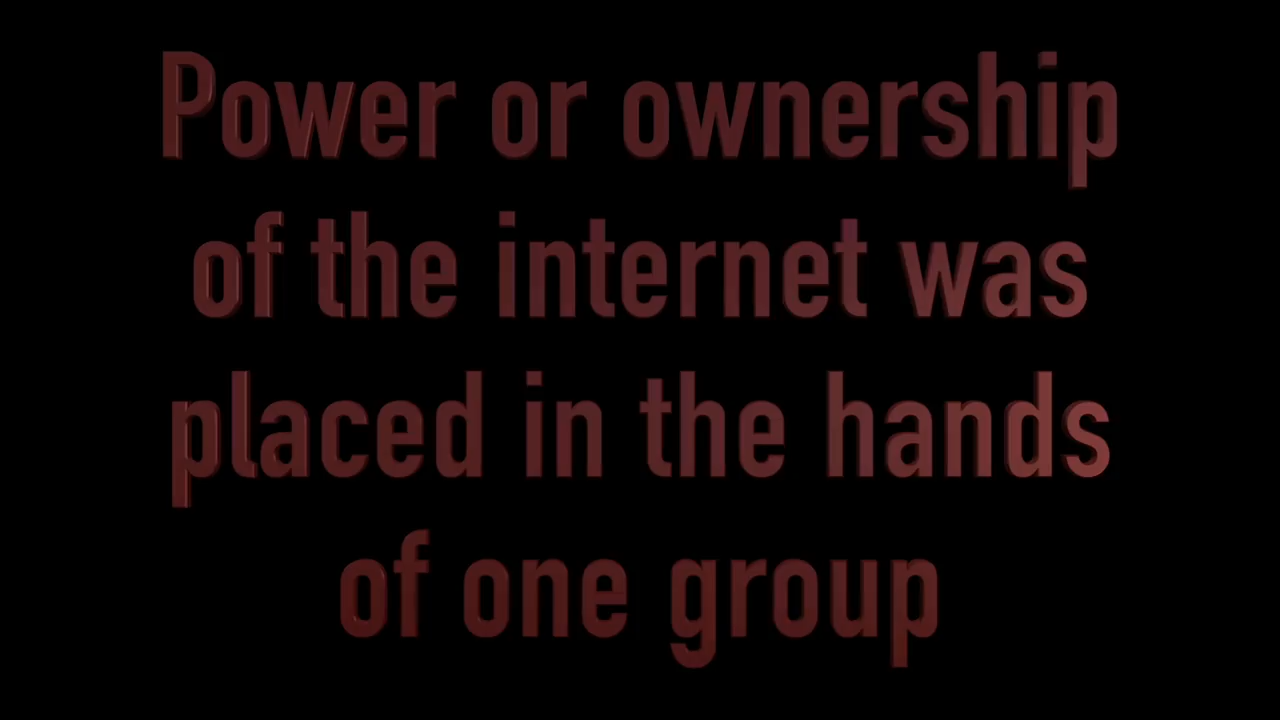 Power or ownership
of the internet was
placed in the hands
of one group